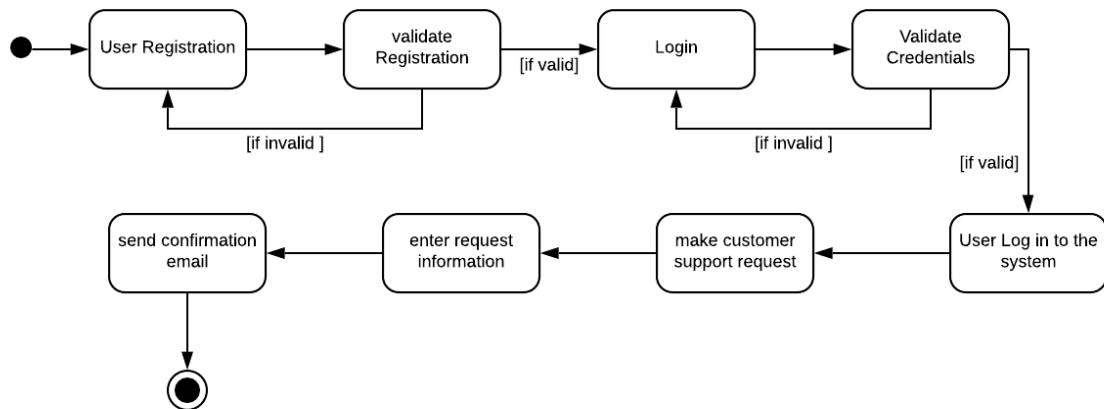 User Registration
validate
Registration
[if valid]
Login
Validate
Credentials
[if invalid ]
[if invalid ]
[if valid]
send confirmation
email
enter request
information
make customer
support request
User Log in to the
system